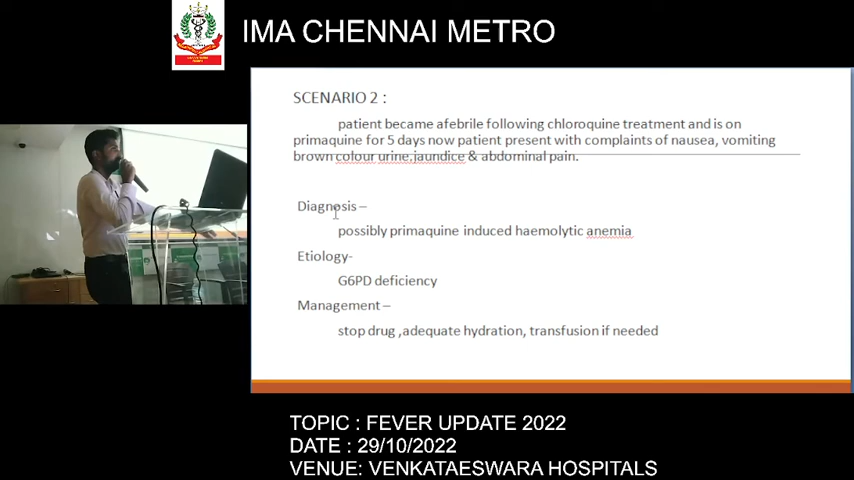 IMA CHENNAI METRO
SCENARIO 2 :
patient became afebrile following chloroquine treatment and is on
primaquine for 5 days now patient present with complaints of nausea, vomiting
brown colour urine,jaundice & abdominal pain.
Diagnosis –
possibly primaquine induced haemolytic anemia
Etiology-
G6PD deficiency
Management –
stop drug ,adequate hydration, transfusion if needed
TOPIC : FEVER UPDATE 2022
DATE : 29/10/2022
VENUE: VENKATAESWARA HOSPITALS